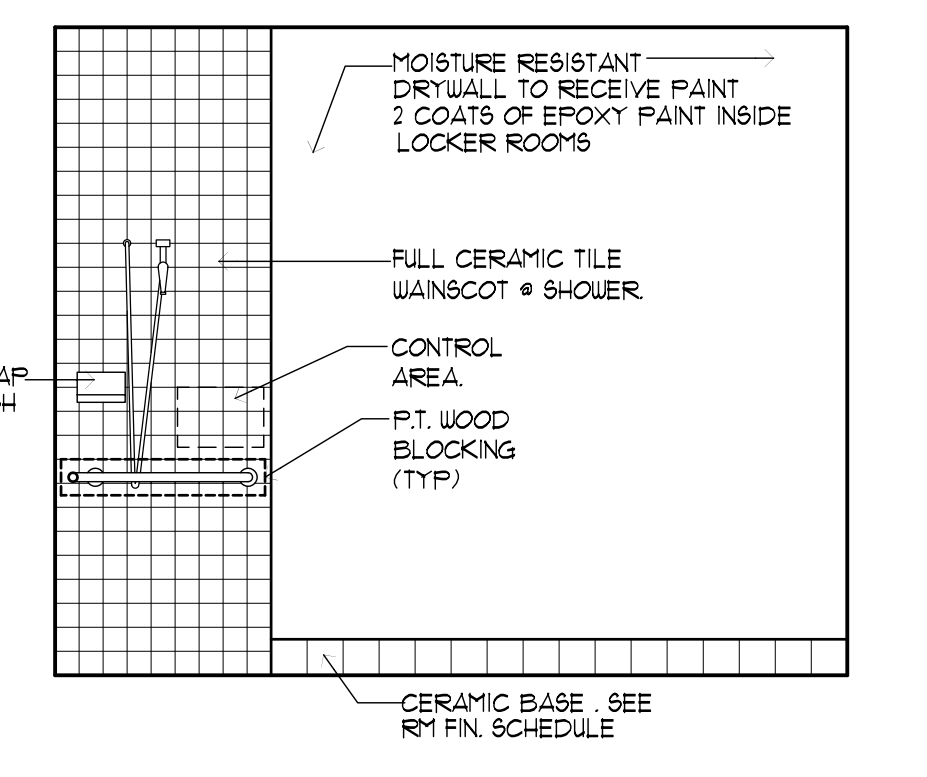 MOISTURE RESISTANT
DRYWALL TO RECEIVE PAINT
2 COATS OF EPOXY PAINT INSIDE
LOCKER ROOMS
FULL CERAMIC TILE
WAINSCOT @ SHOWER.
CONTROL
AREA.
P.T. WOOD
BLOCKING
(TYP)
CERAMIC BASE . SEE
RM FIN. SCHEDULE